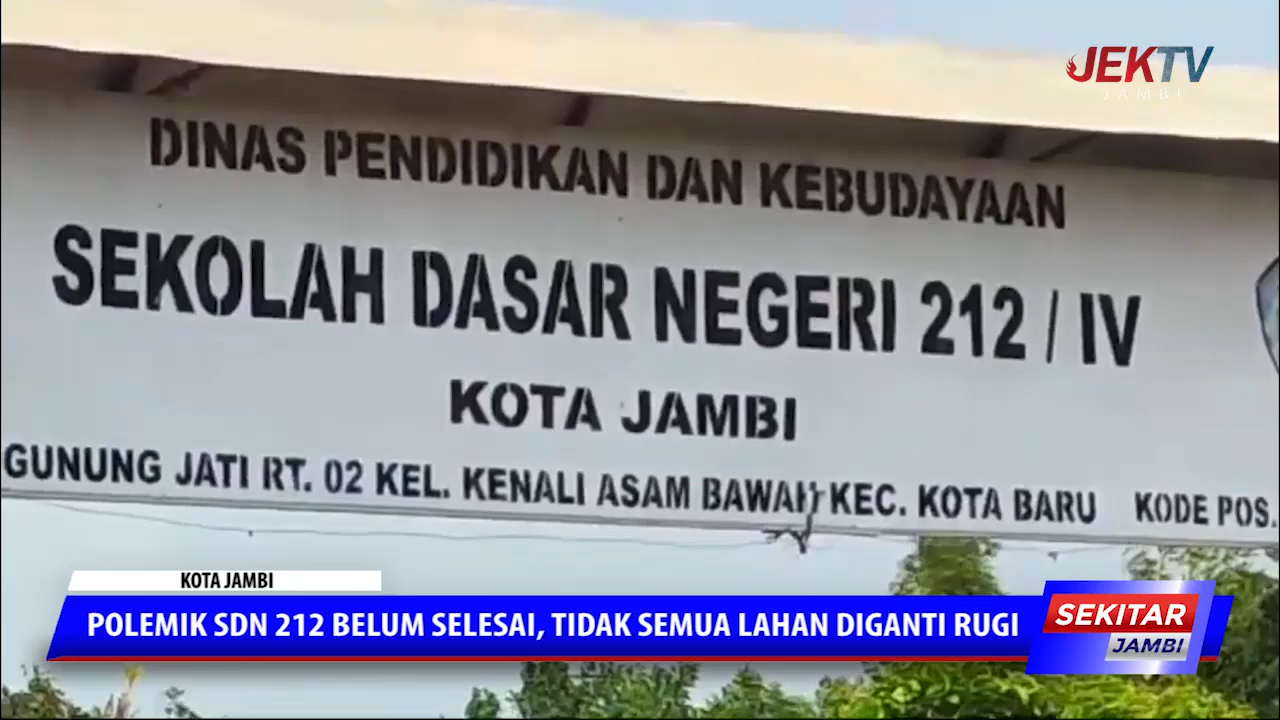 JEKTV
JAMBI
DINAS PENDIDIKAN DAN KEBUDAYAAN
SEKOLAH DASAR NEGERI 212 / IV
KOTA JAMBI
GUNUNG JATI RT. 02 KEL. KENALI ASAM BAWAH KEC. KOTA BARU KODE POS.
KOTA JAMBI
POLEMIK SDN 212 BELUM SELESAI, TIDAK SEMUA LAHAN DIGANTI RUGI
SEKITAR
JAMBI